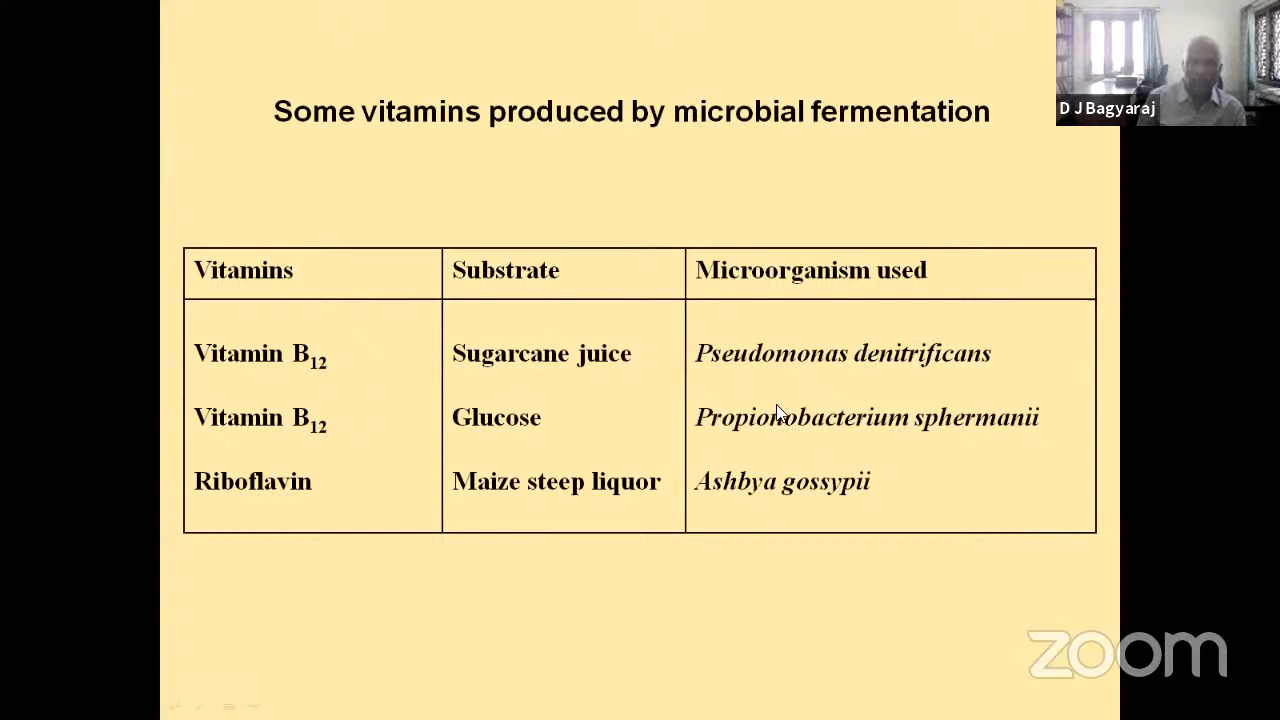 Some vitamins produced by microbial fermentation
D J Bagyaraj
Vitamins Substrate Microorganism used
Vitamin B12 Sugarcane juice Pseudomonas denitrificans
Vitamin B12 Glucose Propionobacterium sphermanii
Riboflavin Maize steep liquor Ashbya gossypii
zoom